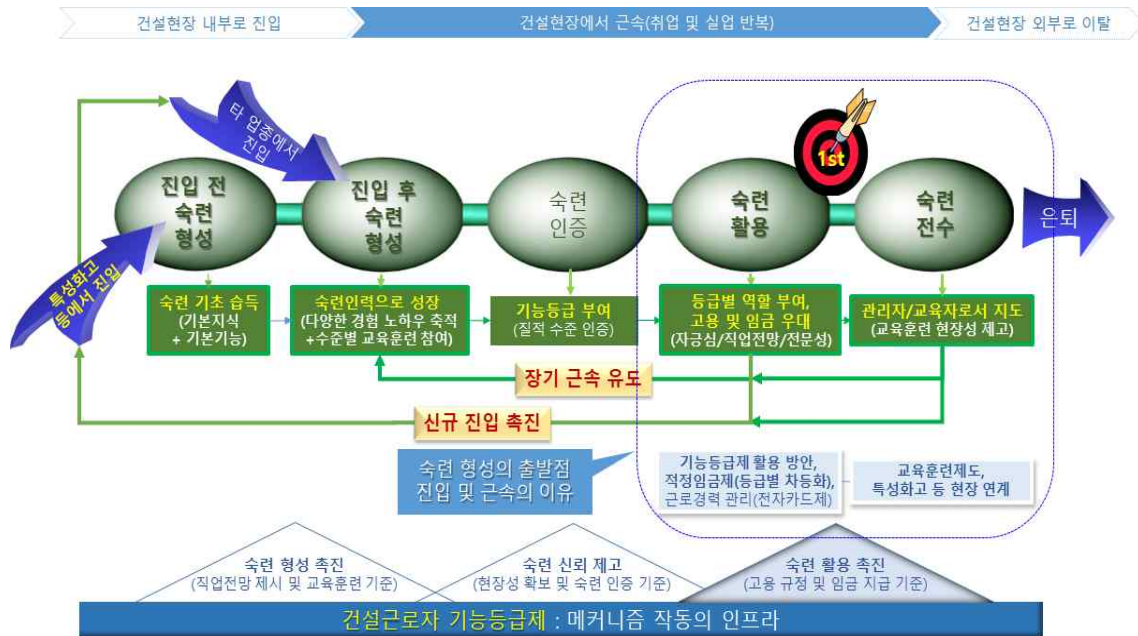 건설현장 내부로 진입
건설현장에서 근속(취업 및 실업 반복)
건설현장 외부로 이탈
타 업종에서
진입
1st
진입 전
숙련
형성
진입 후
숙련
형성
숙련
인증
숙련
활용
숙련
전수
은퇴
특성화고
등에서 진입
숙련 기초 습득
(기본지식
+ 기본기능)
숙련인력으로 성장
(다양한 경험 노하우 축적
+수준별 교육훈련 참여)
기능등급 부여
(질적 수준 인증)
등급별 역할 부여,
고용 및 임금 우대
(자긍심/직업전망/전문성)
관리자/교육자로서 지도
(교육훈련 현장성 제고)
장기 근속 유도
신규 진입 촉진
숙련 형성의 출발점
진입 및 근속의 이유
기능등급제 활용 방안,
적정임금제(등급별 차등화),
근로경력 관리(전자카드제)
교육훈련제도,
특성화고 등 현장 연계
숙련 형성 촉진
(직업전망 제시 및 교육훈련 기준)
숙련 신뢰 제고
(현장성 확보 및 숙련 인증 기준)
숙련 활용 촉진
(고용 규정 및 임금 지급 기준)
건설근로자 기능등급제 : 메커니즘 작동의 인프라